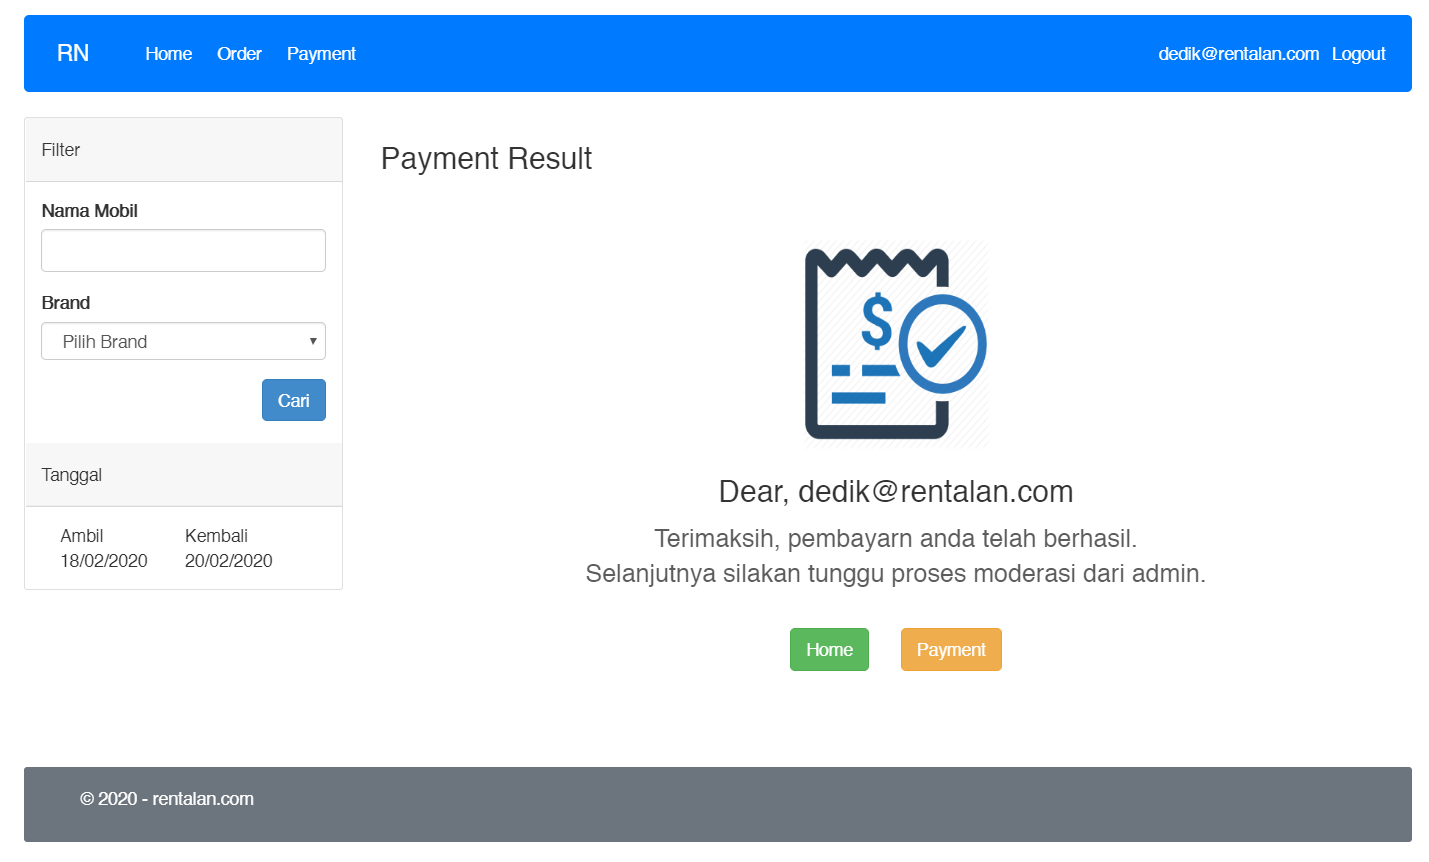 RN Home Order Payment dedik@rentalan.com Logout
Filter
Nama Mobil
Brand
Pilih Brand
Cari
Tanggal
Ambil Kembali
18/02/2020 20/02/2020
Payment Result
$
Dear, dedik@rentalan.com
Terimaksih, pembayarn anda telah berhasil.
Selanjutnya silakan tunggu proses moderasi dari admin.
Home Payment
© 2020 - rentalan.com